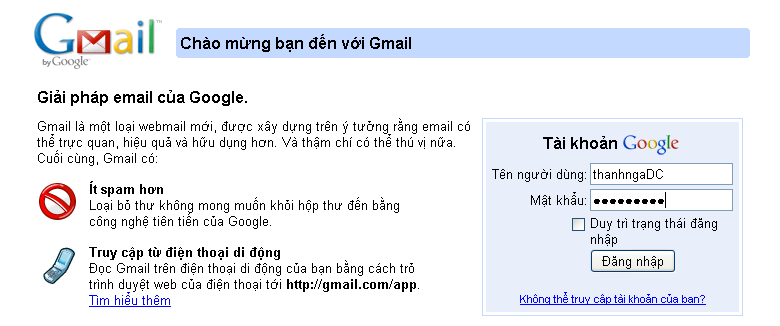 Gmail
by Google
Chào mừng bạn đến với Gmail
Giải pháp email của Google.
Gmail là một loại webmail mới, được xây dựng trên ý tưởng rằng email có
thể trực quan, hiệu quả và hữu dụng hơn. Và thậm chí có thể thú vị nữa.
Cuối cùng, Gmail có:
Ít spam hơn
Loại bỏ thư không mong muốn khỏi hộp thư đến bằng
công nghệ tiên tiến của Google.
Truy cập từ điện thoại di động
Đọc Gmail trên điện thoại di động của bạn bằng cách trỏ
trình duyệt web của điện thoại tới http://gmail.com/app.
Tìm hiểu thêm
Tài khoản Google
Tên người dùng: thanhngaDC
Mật khẩu: ●●●●●●●●●
Duy trì trạng thái đăng
nhập
Đăng nhập
Không thể truy cập tài khoản của bạn?